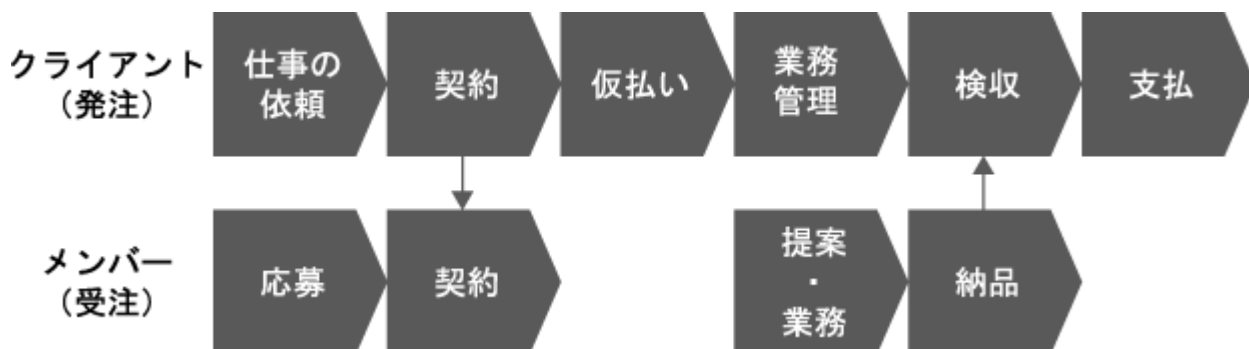 クライアント
（発注）
仕事の
依頼
契約
仮払い
業務
管理
検収
支払
メンバー
（受注）
応募
契約
提案
・
業務
納品